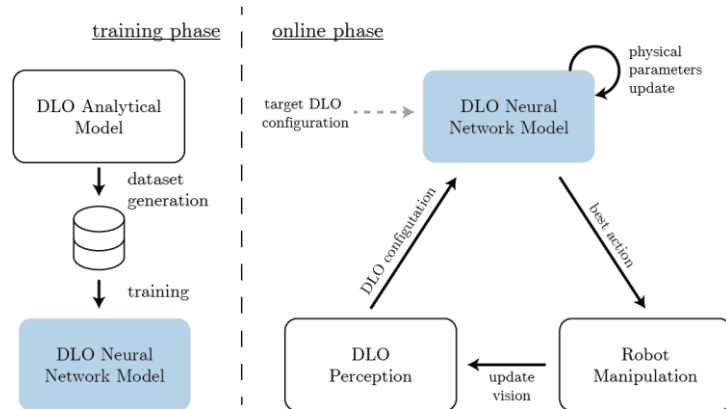 training phase
DLO Analytical
Model
dataset
generation
training
DLO Neural
Network Model
online phase
target DLO
configuration
DLO Neural
Network Model
physical
parameters
update
best action
Robot
Manipulation
update
vision
DLO
Perception
DLO configutation